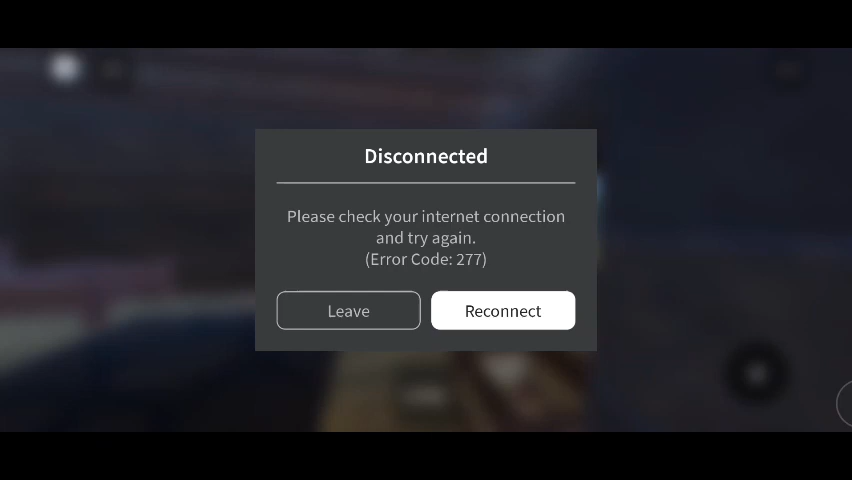 Disconnected
Please check your internet connection
and try again.
(Error Code: 277)
Leave
Reconnect